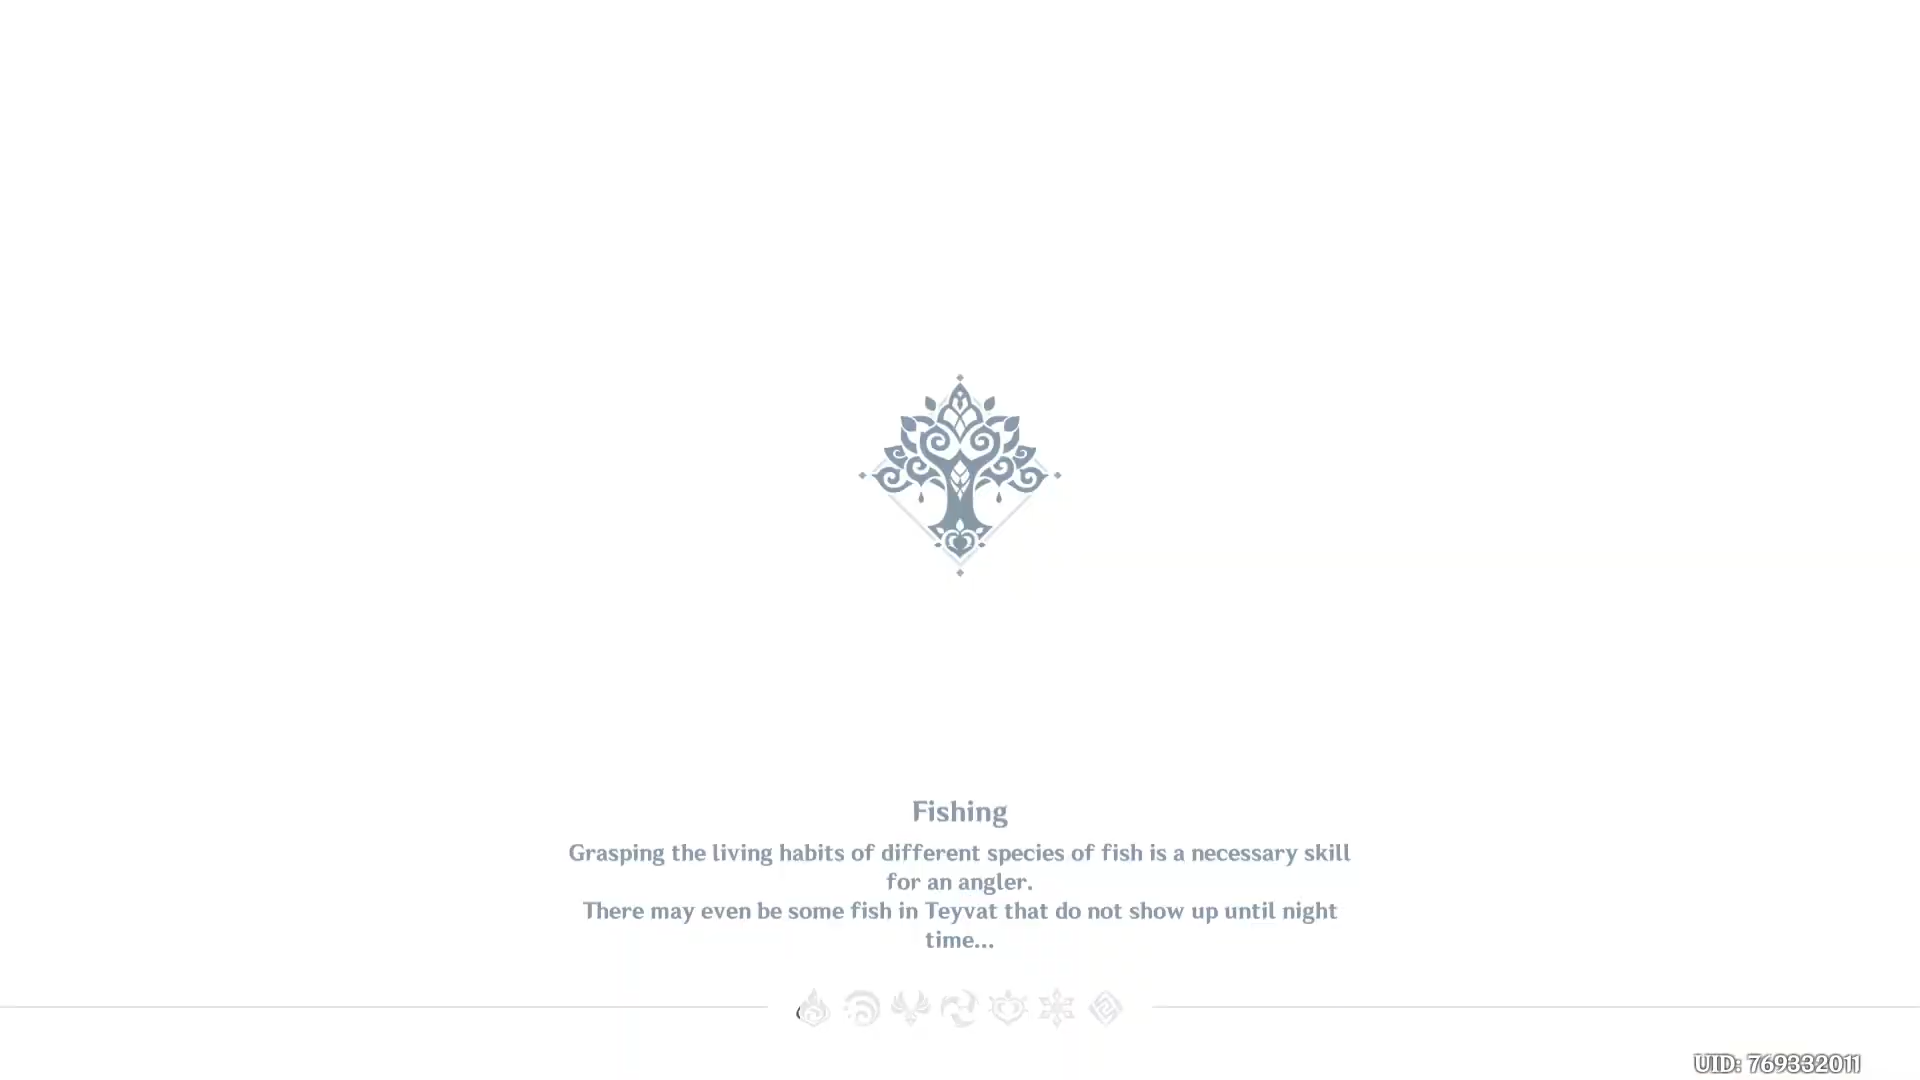 Fishing
Grasping the living habits of different species of fish is a necessary skill
for an angler.
There may even be some fish in Teyvat that do not show up until night
time...
UID: 769332011